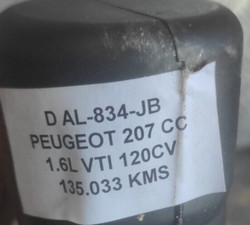 D AL-834-JB
PEUGEOT 207 CC
1.6L VTI 120CV
135.033 KMS